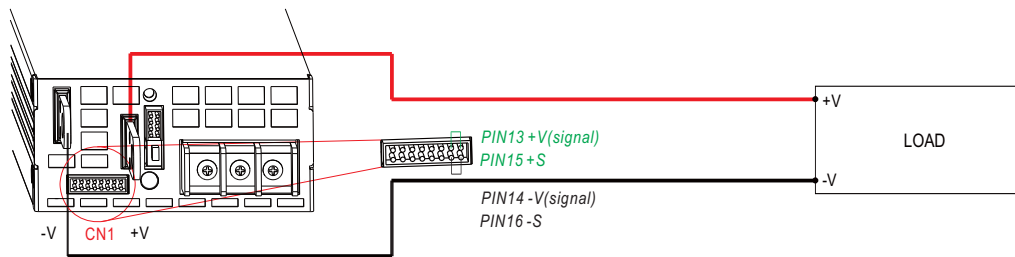 +V
PIN13 +V(signal)
LOAD
PIN15 +S
-V
PIN14 -V(signal)
PIN16 -S
-V CN1 +V